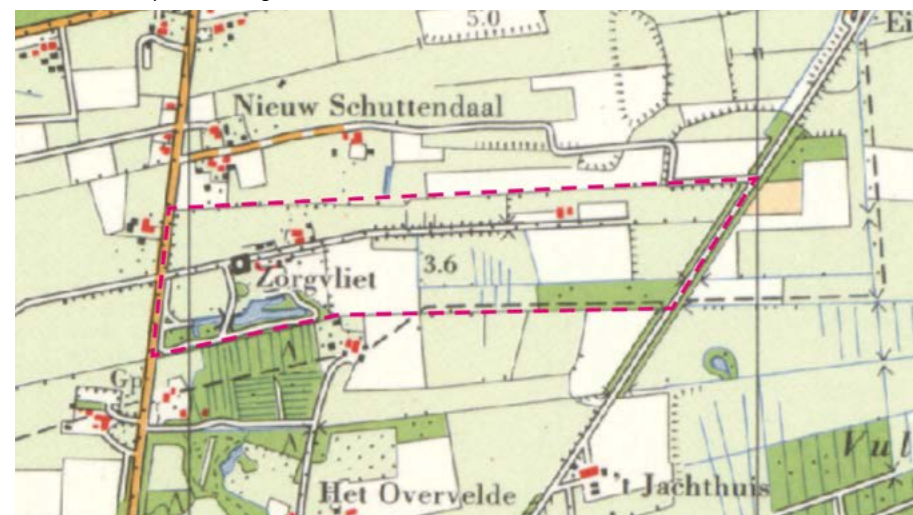 5.0
Ei
Nieuw Schuttendaal
3.6
Zorgvliet
Gp
Vul
Het Overvelde
't Jachthuis